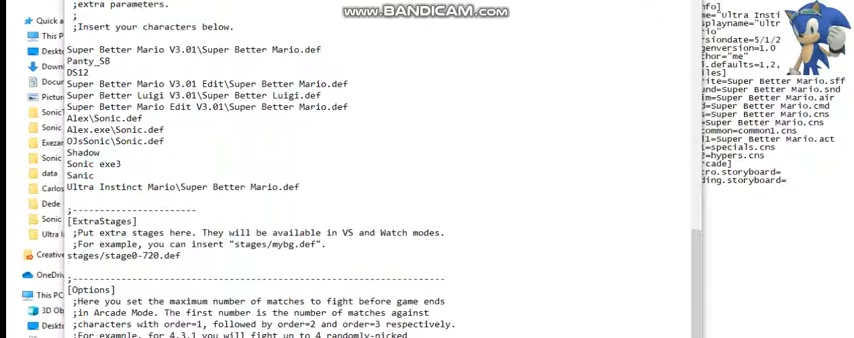 ;extra parameters.
;
;Insert your characters below.
Super Better Mario V3.01\Super Better Mario.def
Panty_SB
DS12
Super Better Mario V3.01 Edit\Super Better Mario.def
Super Better Luigi V3.01\Super Better Luigi.def
Super Better Mario Edit V3.01\Super Better Mario.def
Alex\Sonic.def
Alex.exe\Sonic.def
OJsSonic\Sonic.def
Shadow
Sonic exe3
Sanic
Ultra Instinct Mario\Super Better Mario.def
;-----------------------
[ExtraStages]
;Put extra stages here. They will be available in VS and Watch modes.
;For example, you can insert "stages/mybg.def".
stages/stage0-720.def
;--------------------------------------------------------------------
[Options]
;Here you set the maximum number of matches to fight before game ends
;in Arcade Mode. The first number is the number of matches against
;characters with order=1, followed by order=2 and order=3 respectively.
;For example, for 4,3,1 you will fight up to 4 randomly-picked
www.BANDICAM.com
Quick a
This P
Deskto
Downl
Docum
Picture
Sonic
Sonic
Exezan
Sonic
data
Carlos
Dede
Sonic
Ultra I
Creative
OneDriv
This PC
3D Ob
Deskto
nfo]
me="Ultra Insti
splayname="Ultr
rio"
rsiondate=5/1/2
genversion=1.0
thor="me"
l.defaults=1,2,
iles]
rite=Super Better Mario.sff
und=Super Better Mario.snd
im=Super Better Mario.air
d=Super Better Mario.cmd
s=Super Better Mario.cns
=Super Better Mario.cns
common=common1.cns
l1=Super Better Mario.act
1=specials.cns
2=hypers.cns
rcade]
tro.storyboard=
ding.storyboard=